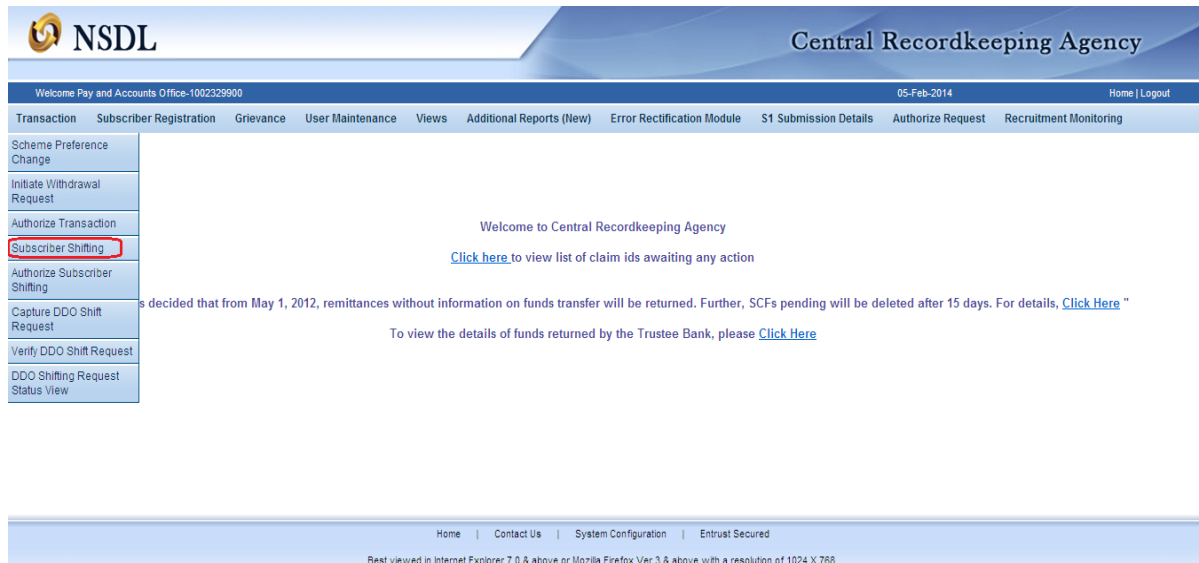 NSDL
Central Recordkeeping Agency
Welcome Pay and Accounts Office-1002329900 05-Feb-2014 Home | Logout
Transaction Subscriber Registration Grievance User Maintenance Views Additional Reports (New) Error Rectification Module S1 Submission Details Authorize Request Recruitment Monitoring
Scheme Preference
Change
Initiate Withdrawal
Request
Authorize Transaction
Subscriber Shifting
Authorize Subscriber
Shifting
Capture DDO Shift
Request
Verify DDO Shift Request
DDO Shifting Request
Status View
Welcome to Central Recordkeeping Agency
Click here to view list of claim ids awaiting any action
s decided that from May 1, 2012, remittances without information on funds transfer will be returned. Further, SCFs pending will be deleted after 15 days. For details, Click Here "
To view the details of funds returned by the Trustee Bank, please Click Here
Home | Contact Us | System Configuration | Entrust Secured
Best viewed in Internet Explorer 7.0 & above or Mozilla Firefox Ver 3 & above with a resolution of 1024 X 768